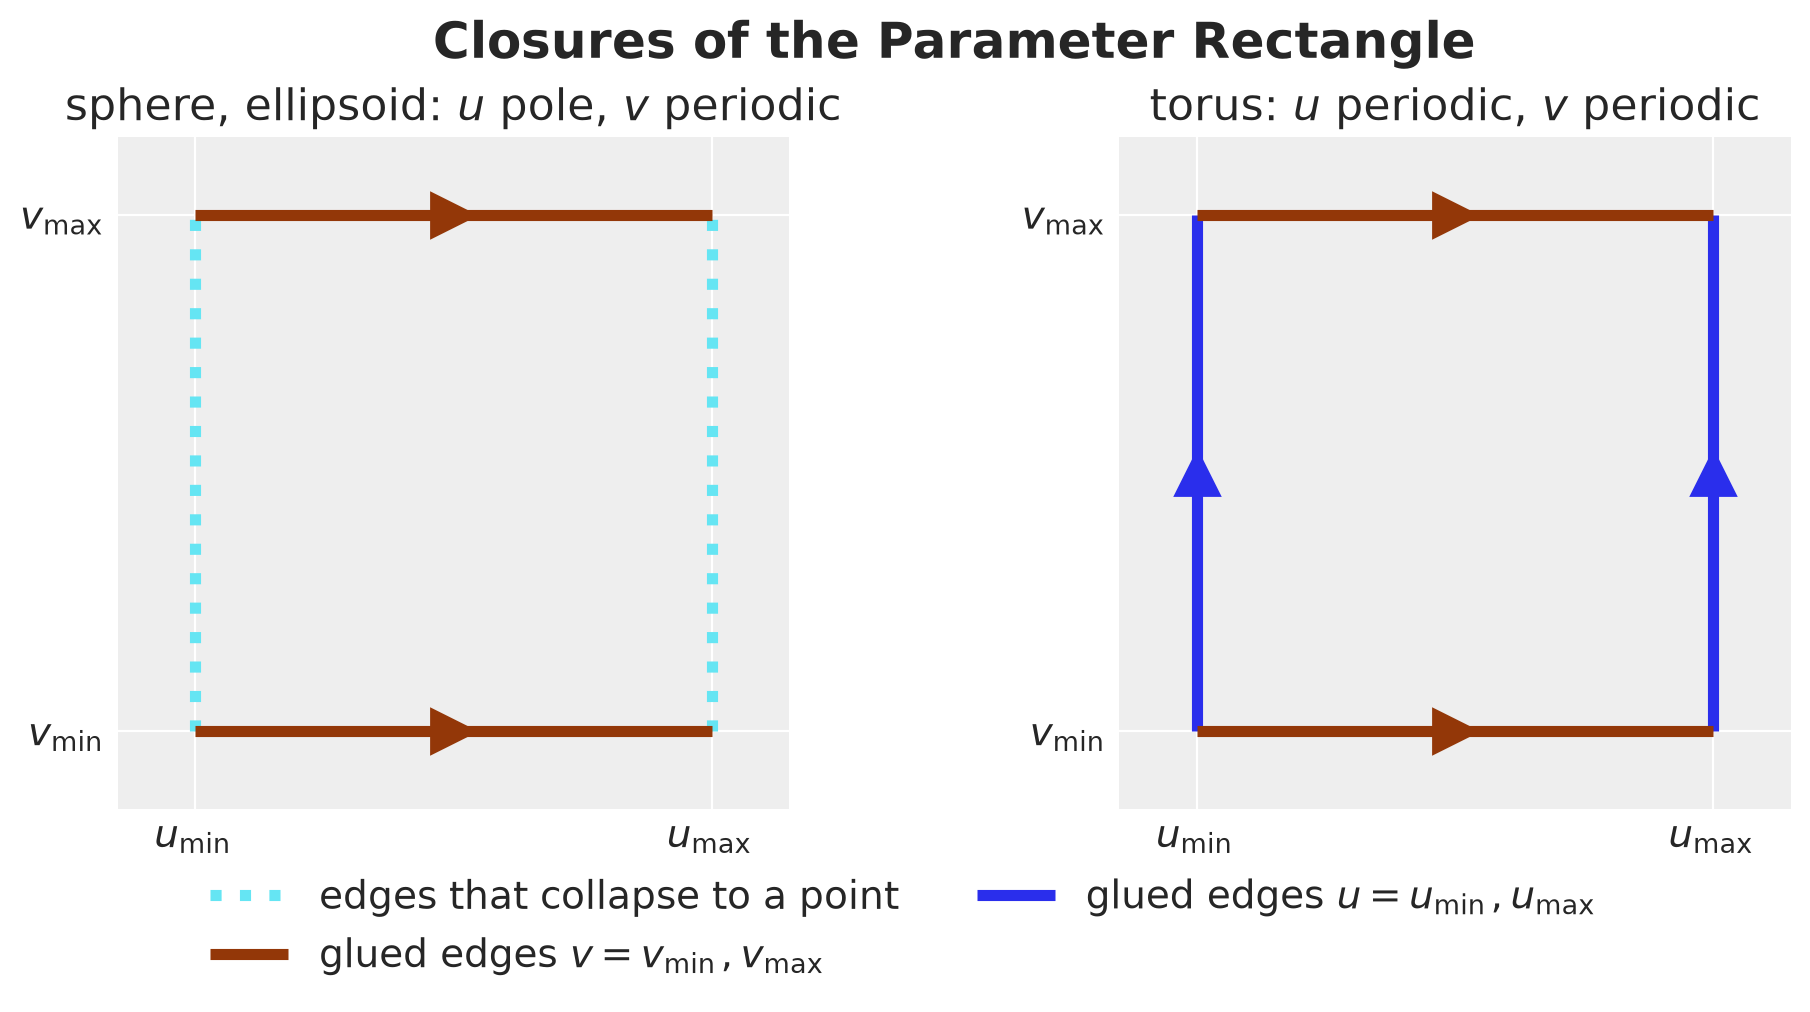 Closures of the Parameter Rectangle
sphere, ellipsoid: u pole, v periodic
torus: u periodic, v periodic
v_max
v_min
u_min
u_max
v_max
v_min
u_min
u_max
edges that collapse to a point
glued edges v = v_min, v_max
glued edges u = u_min, u_max